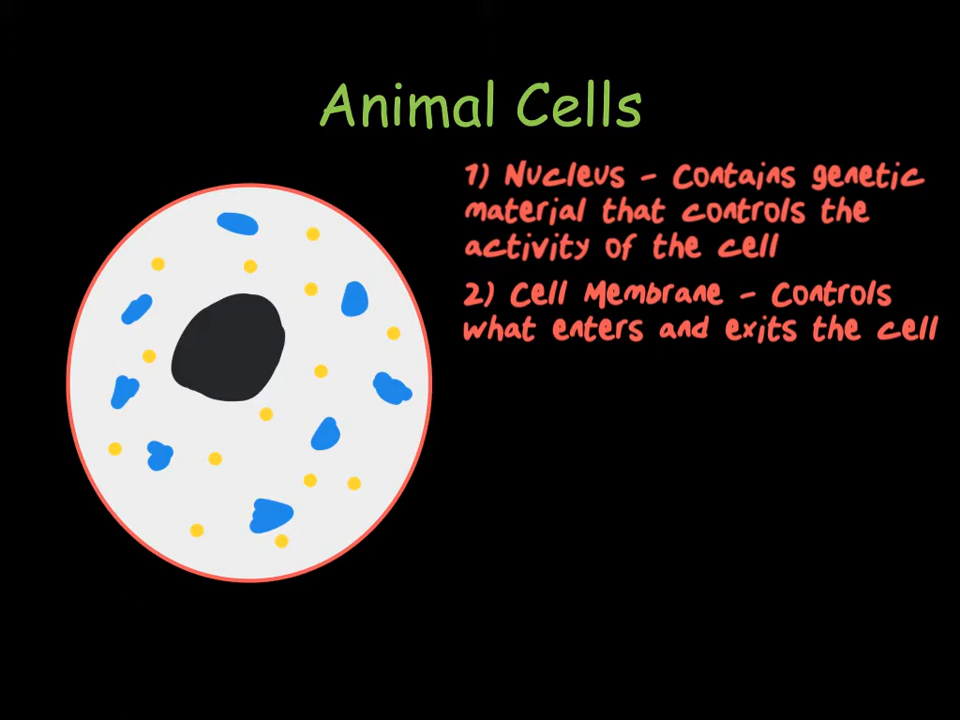 Animal Cells
1) Nucleus - Contains genetic
material that controls the
activity of the cell
2) Cell Membrane - Controls
what enters and exits the cell